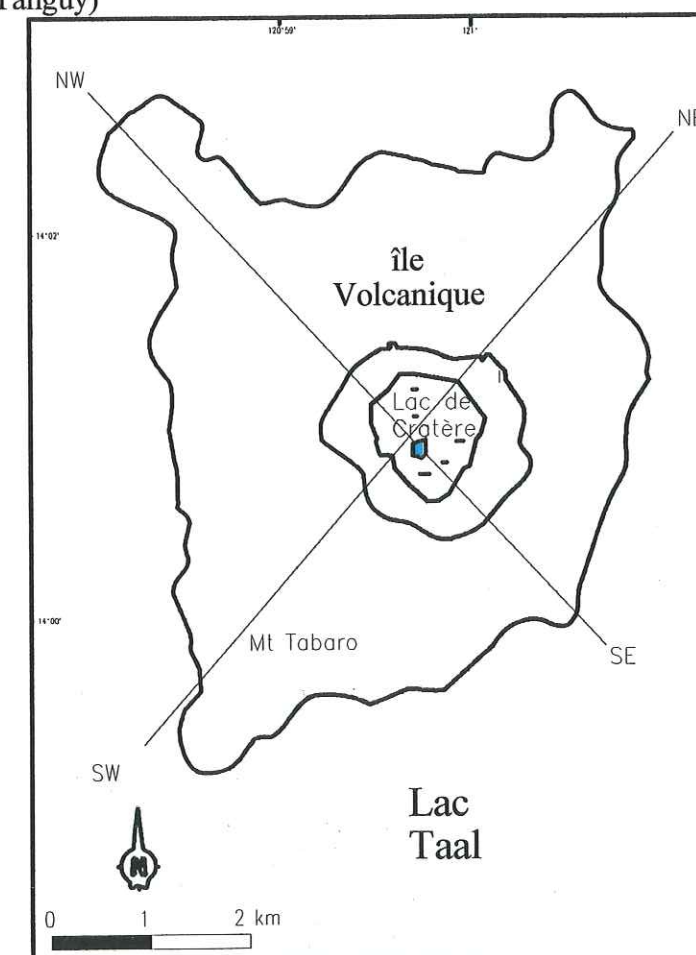 Tanguy)
120°59'
121°
NW
14°02'
île
Volcanique
Lac de
Cratère
14°00'
Mt Tabaro
SE
SW
Lac
Taal
M
0 1 2 km